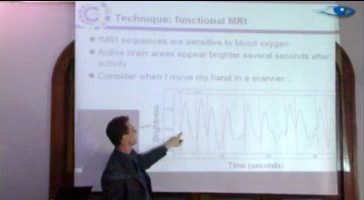 Technique: functional MRI
fMRI sequences are sensitive to blood oxygen
Active brain areas appear brighter several seconds after
activity
Consider when I move my hand in a scanner...
Brightness
Time (seconds)